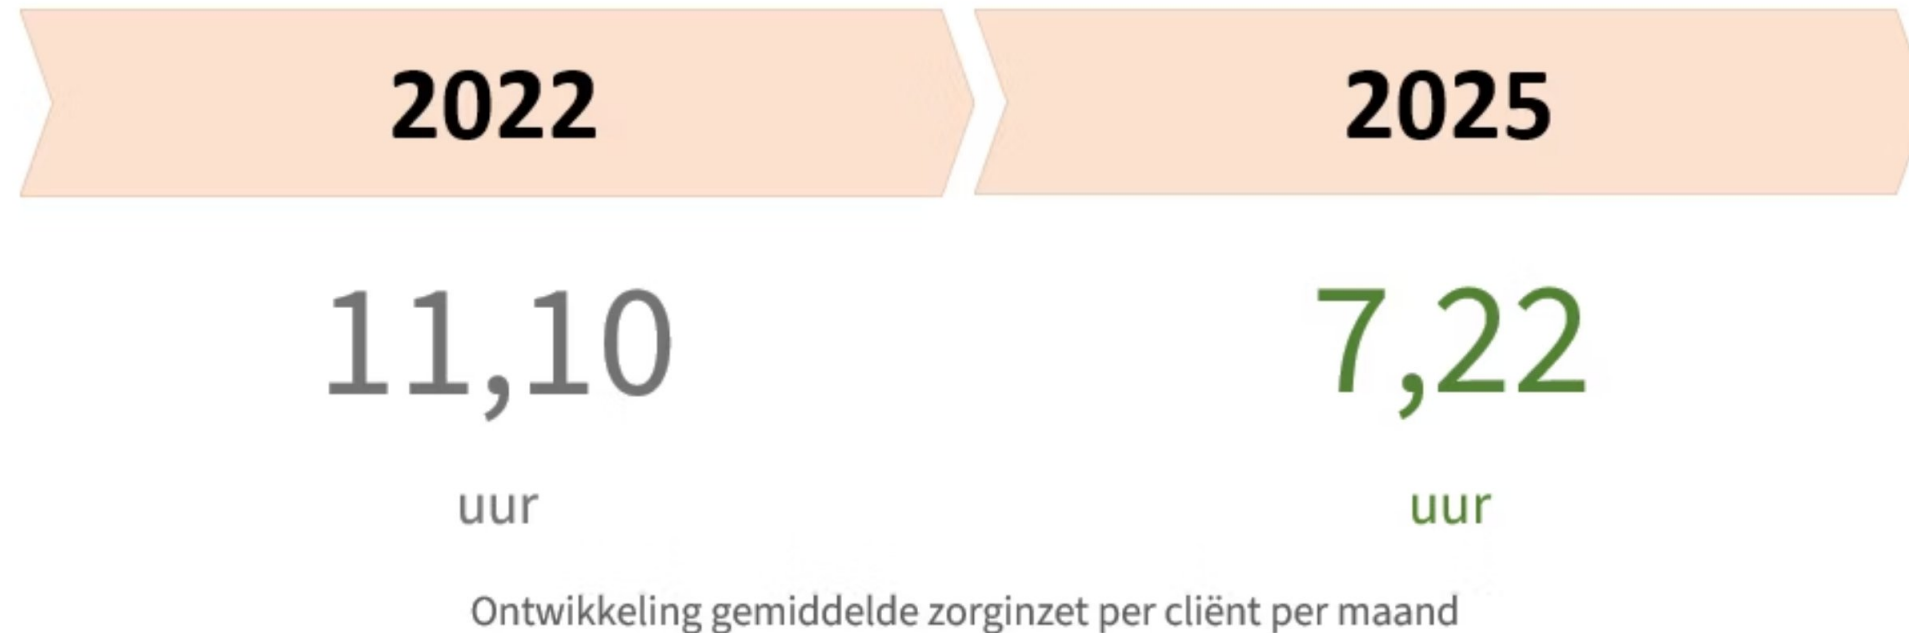 2022 2025
11,10 7,22
uur uur
Ontwikkeling gemiddelde zorginzet per cliënt per maand